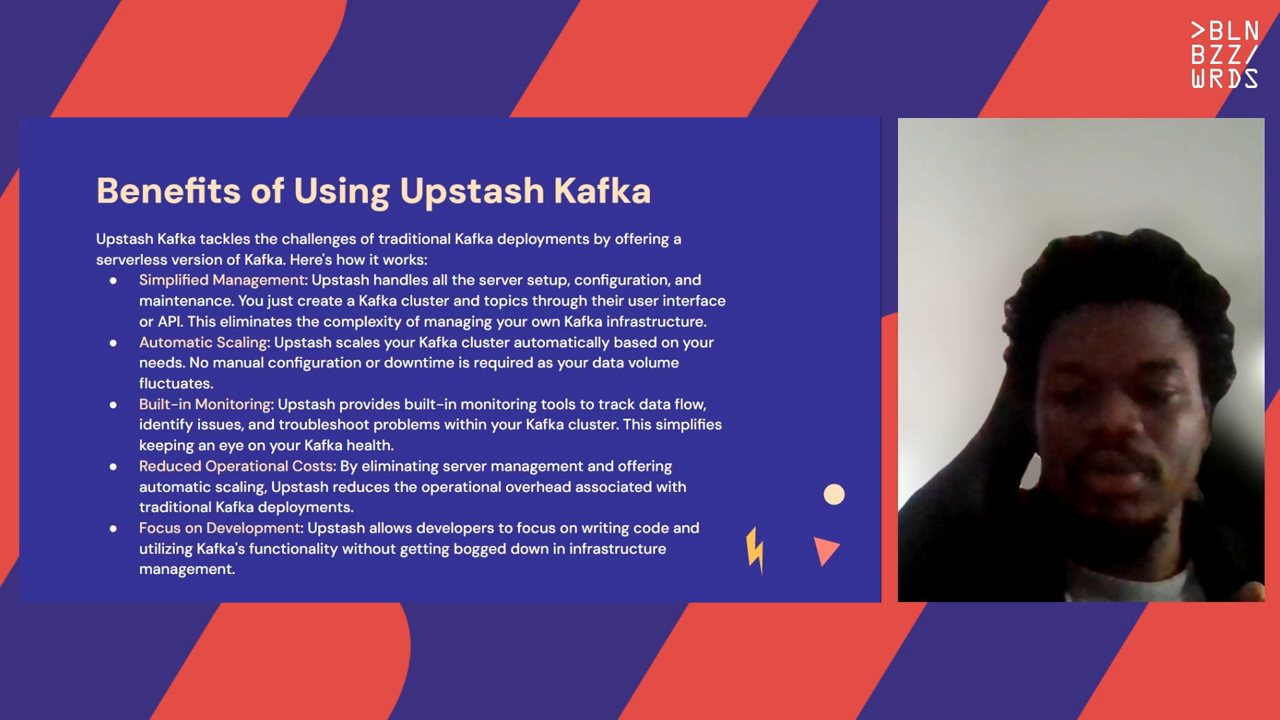 >BLN
BZZ/
WRDS
Benefits of Using Upstash Kafka
Upstash Kafka tackles the challenges of traditional Kafka deployments by offering a
serverless version of Kafka. Here's how it works:
● Simplified Management: Upstash handles all the server setup, configuration, and
maintenance. You just create a Kafka cluster and topics through their user interface
or API. This eliminates the complexity of managing your own Kafka infrastructure.
● Automatic Scaling: Upstash scales your Kafka cluster automatically based on your
needs. No manual configuration or downtime is required as your data volume
fluctuates.
● Built-in Monitoring: Upstash provides built-in monitoring tools to track data flow,
identify issues, and troubleshoot problems within your Kafka cluster. This simplifies
keeping an eye on your Kafka health.
● Reduced Operational Costs: By eliminating server management and offering
automatic scaling, Upstash reduces the operational overhead associated with
traditional Kafka deployments.
● Focus on Development: Upstash allows developers to focus on writing code and
utilizing Kafka's functionality without getting bogged down in infrastructure
management.